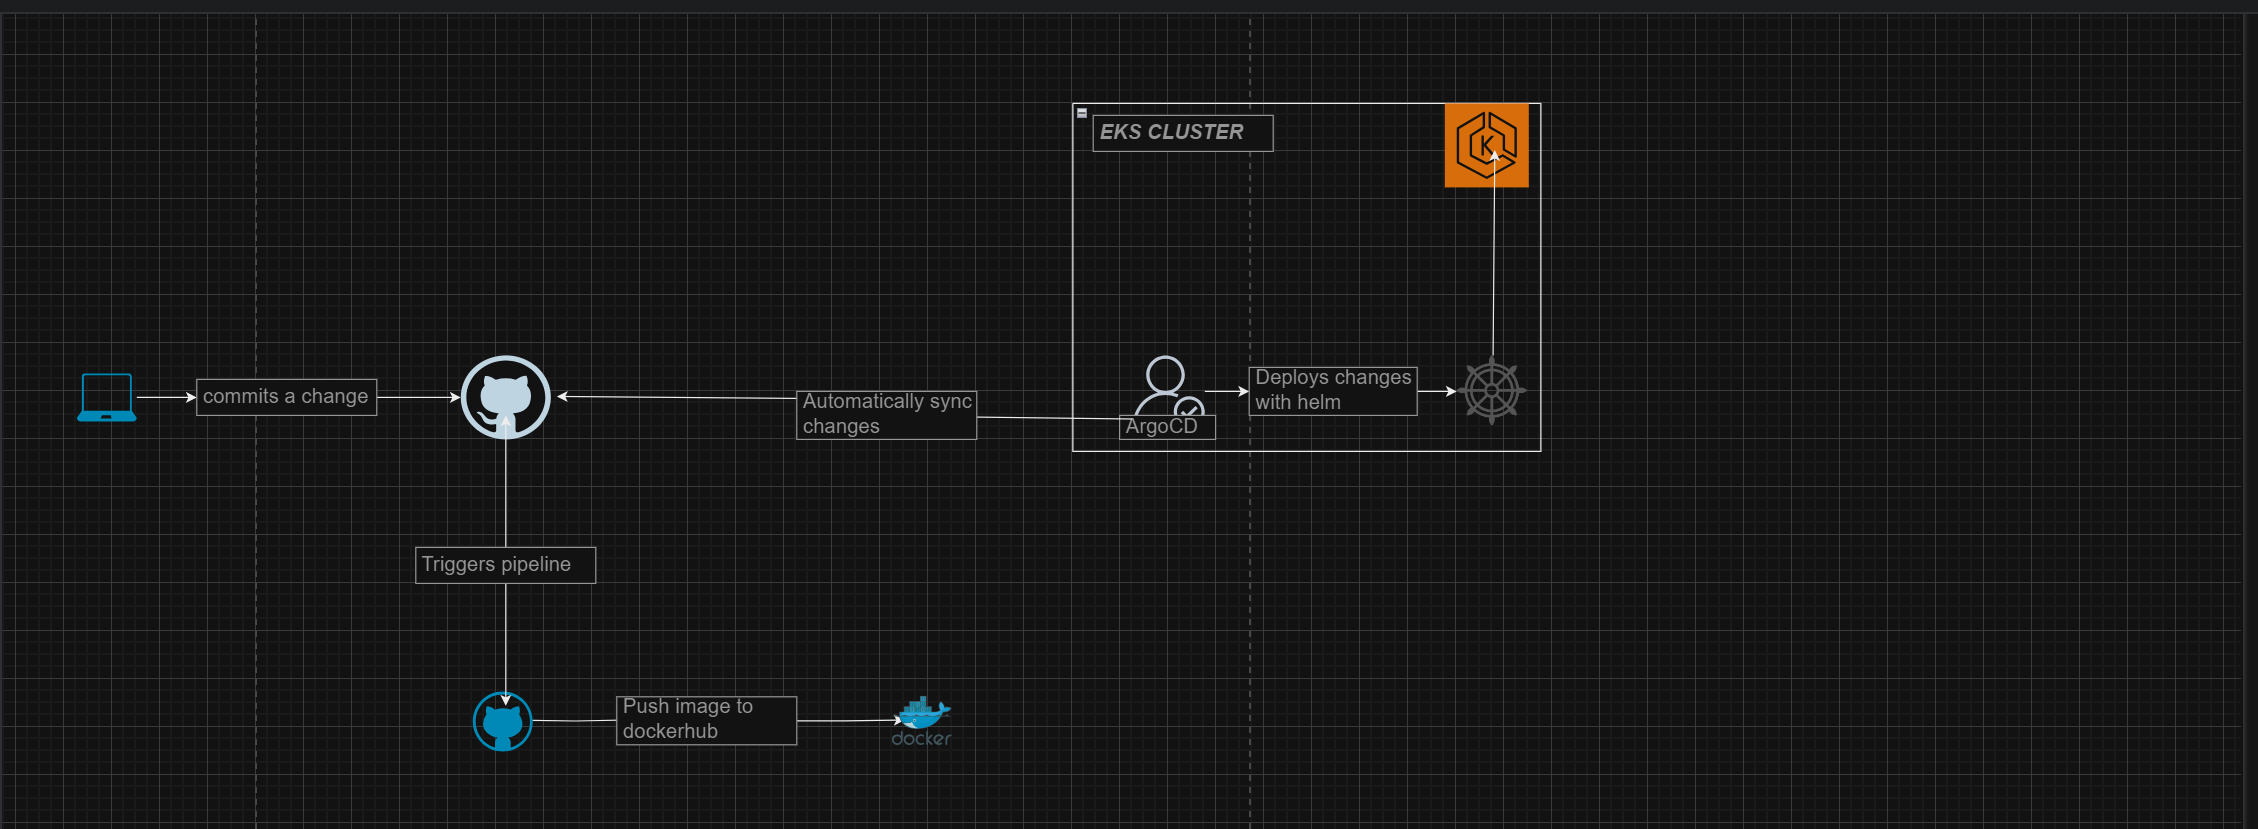 EKS CLUSTER
K
commits a change
Automatically sync
changes
ArgoCD
Deploys changes
with helm
Triggers pipeline
Push image to
dockerhub
docker